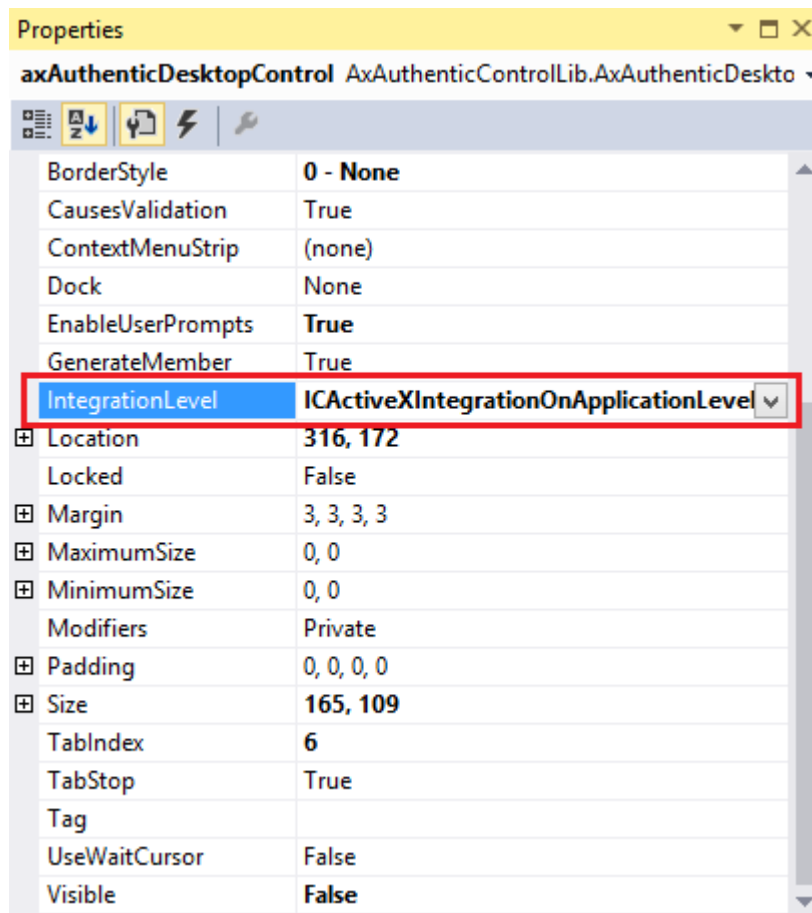 Properties
axAuthenticDesktopControl AxAuthenticControlLib.AxAuthenticDeskto
BorderStyle 0 - None
CausesValidation True
ContextMenuStrip (none)
Dock None
EnableUserPrompts True
GenerateMember True
IntegrationLevel ICActiveXIntegrationOnApplicationLevel
Location 316, 172
Locked False
Margin 3, 3, 3, 3
MaximumSize 0, 0
MinimumSize 0, 0
Modifiers Private
Padding 0, 0, 0, 0
Size 165, 109
TabIndex 6
TabStop True
Tag
UseWaitCursor False
Visible False